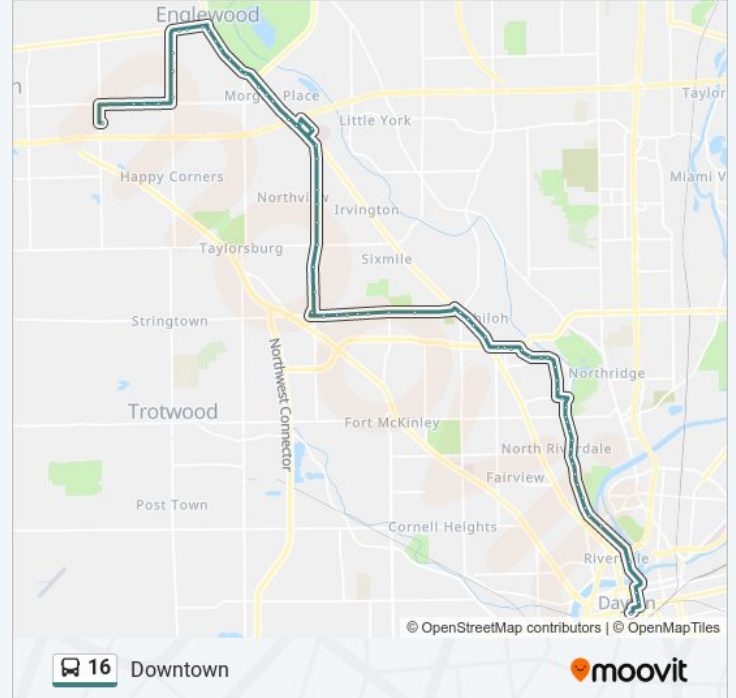 Englewood
Morgan Place
Little York
Taylor
Happy Corners
Miami V
Northview
Irvington
Taylorsburg
Sixmile
Stringtown
hiloh
Northwest Connector
Northridge
Trotwood
Fort McKinley
North Riverdale
Fairview
Post Town
Cornell Heights
Riverdale
Dayton
© OpenStreetMap contributors | © OpenMapTiles
16 Downtown
moovit